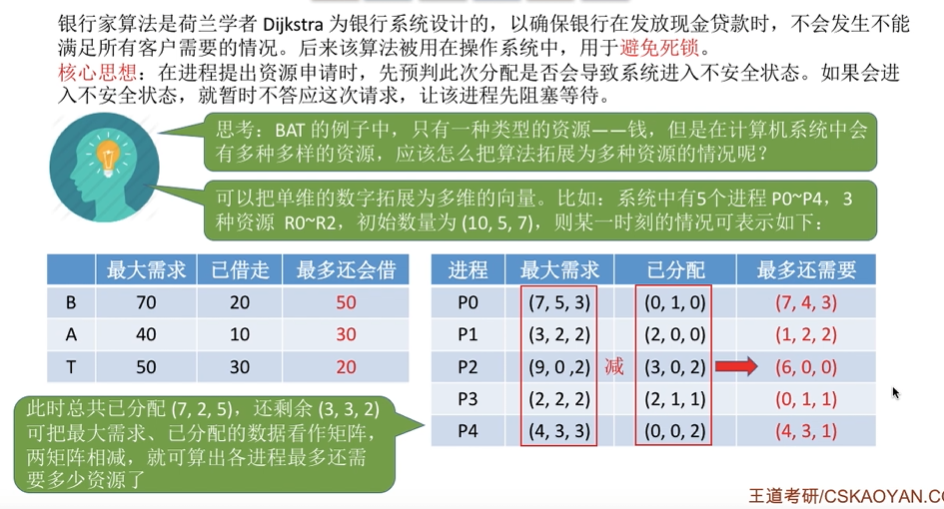 银行家算法是荷兰学者 Dijkstra 为银行系统设计的，以确保银行在发放现金贷款时，不会发生不能
满足所有客户需要的情况。后来该算法被用在操作系统中，用于避免死锁。
核心思想：在进程提出资源申请时，先预判此次分配是否会导致系统进入不安全状态。如果会进
入不安全状态，就暂时不答应这次请求，让该进程先阻塞等待。
思考：BAT 的例子中，只有一种类型的资源——钱，但是在计算机系统中会
有多种多样的资源，应该怎么把算法拓展为多种资源的情况呢？
可以把单维的数字拓展为多维的向量。比如：系统中有5个进程 P0~P4，3
种资源 R0~R2，初始数量为 (10, 5, 7)，则某一时刻的情况可表示如下：
最大需求 已借走 最多还会借
B 70 20 50
A 40 10 30
T 50 30 20
进程 最大需求 已分配 最多还需要
P0 (7, 5, 3) (0, 1, 0) (7, 4, 3)
P1 (3, 2, 2) (2, 0, 0) (1, 2, 2)
P2 (9, 0 ,2) 减 (3, 0, 2) (6, 0, 0)
P3 (2, 2, 2) (2, 1, 1) (0, 1, 1)
P4 (4, 3, 3) (0, 0, 2) (4, 3, 1)
此时总共已分配 (7, 2, 5)，还剩余 (3, 3, 2)
可把最大需求、已分配的数据看作矩阵，
两矩阵相减，就可算出各进程最多还需
要多少资源了
王道考研/CSKAOYAN.C